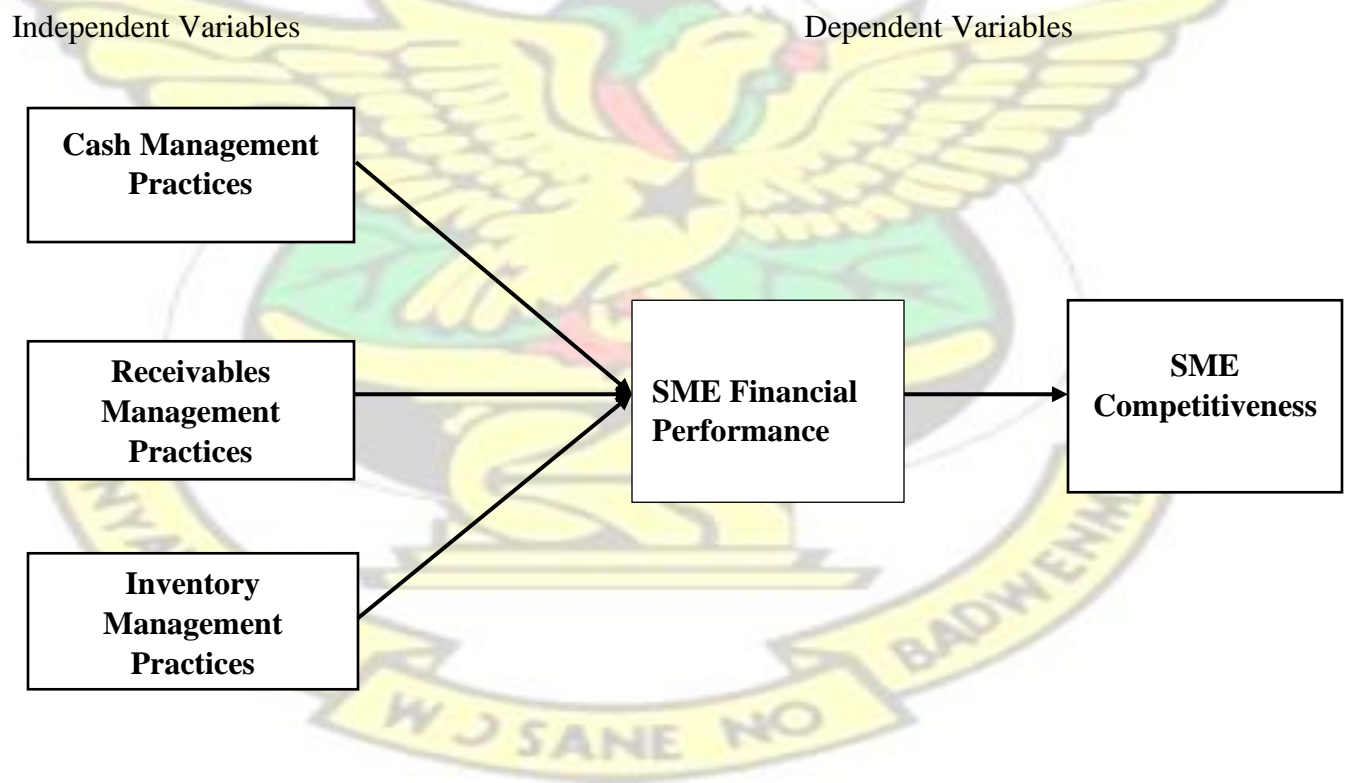 Independent Variables
Dependent Variables
Cash Management
Practices
Receivables
Management
Practices
Inventory
Management
Practices
SME Financial
Performance
SME
Competitiveness
W Ɔ SANE NO
BADWENM